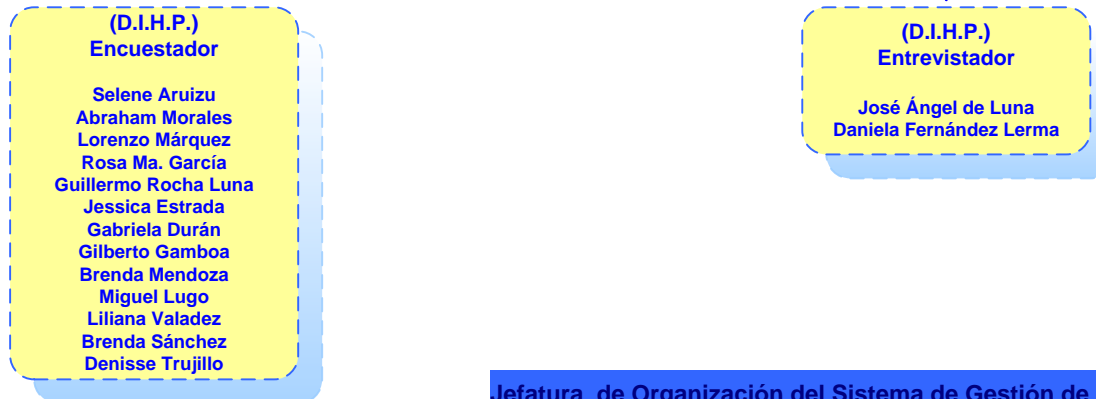 (D.I.H.P.)
Encuestador
Selene Aruizu
Abraham Morales
Lorenzo Márquez
Rosa Ma. García
Guillermo Rocha Luna
Jessica Estrada
Gabriela Durán
Gilberto Gamboa
Brenda Mendoza
Miguel Lugo
Liliana Valadez
Brenda Sánchez
Denisse Trujillo
(D.I.H.P.)
Entrevistador
José Ángel de Luna
Daniela Fernández Lerma
Jefatura de Organización del Sistema de Gestión de